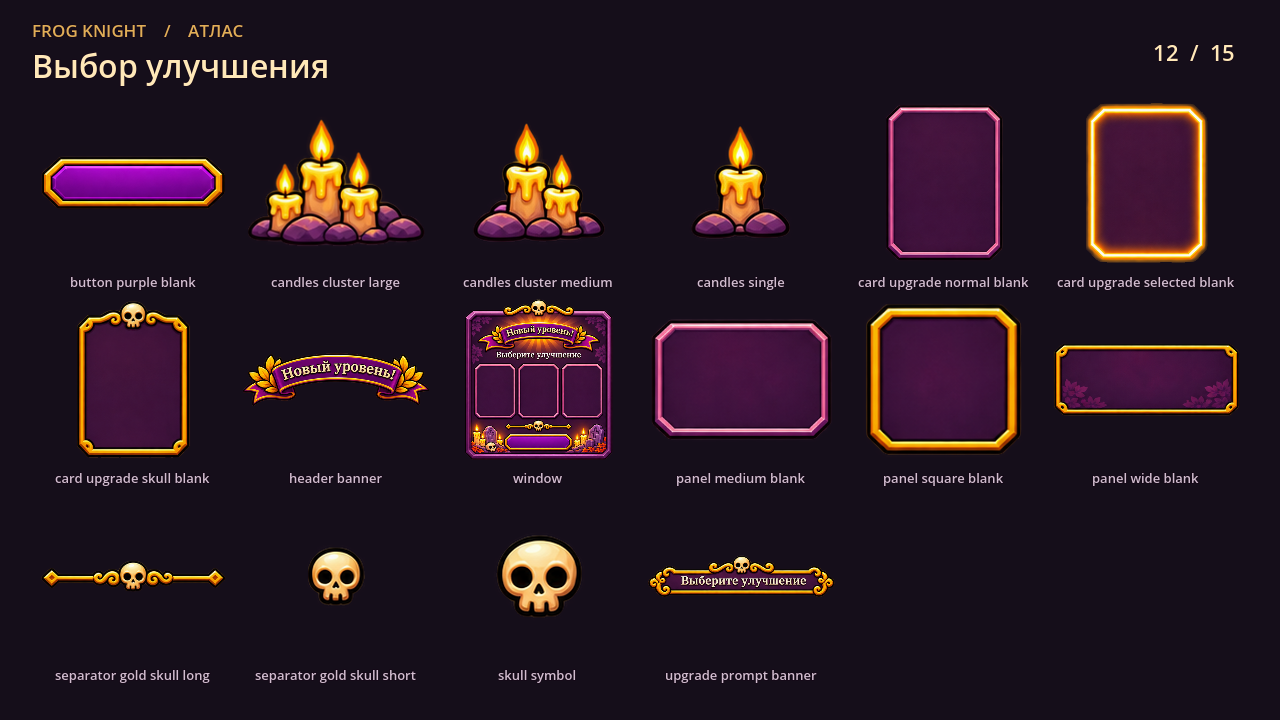 FROG KNIGHT / АТЛАС
Выбор улучшения
12 / 15
button purple blank
candles cluster large
candles cluster medium
candles single
card upgrade normal blank
card upgrade selected blank
Новый уровень!
Новый уровень!
Выберите улучшение
card upgrade skull blank
header banner
window
panel medium blank
panel square blank
panel wide blank
Выберите улучшение
separator gold skull long
separator gold skull short
skull symbol
upgrade prompt banner